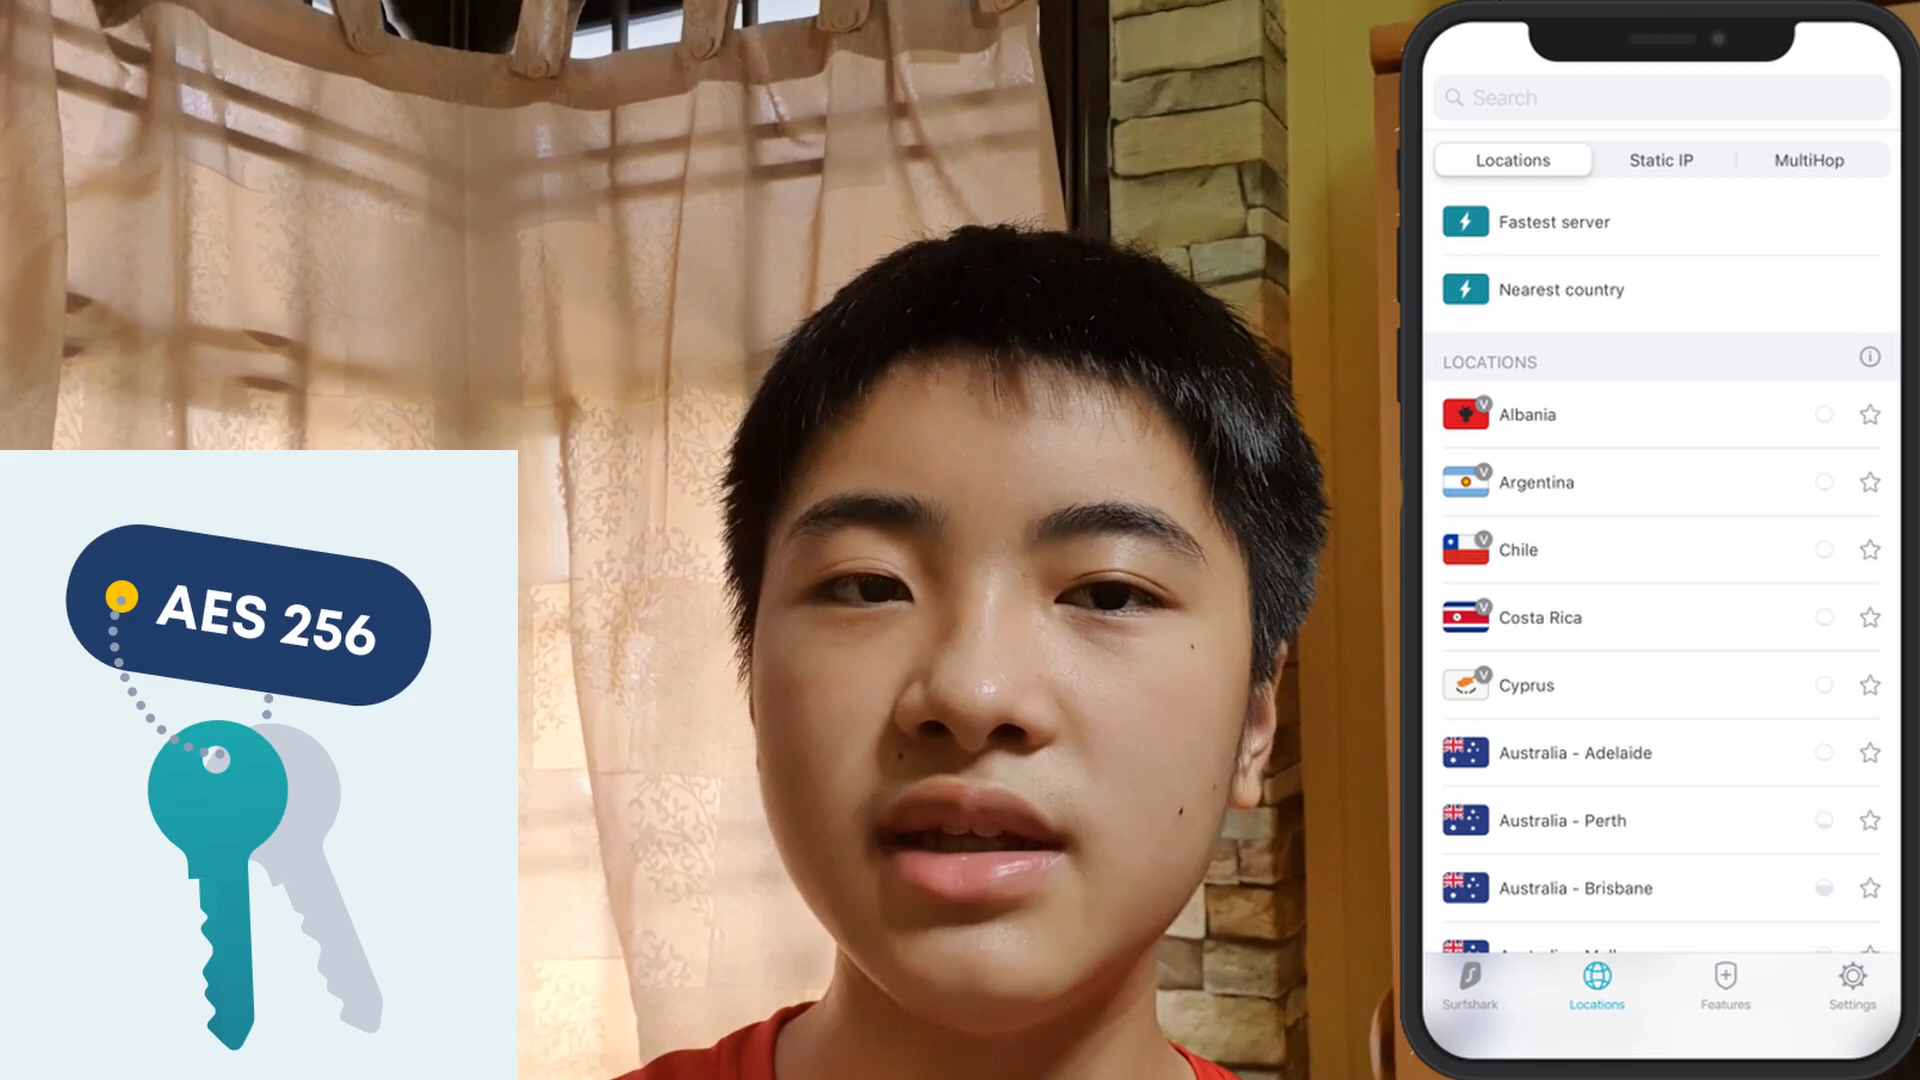 AES 256
Search
Locations Static IP MultiHop
Fastest server
Nearest country
LOCATIONS
V Albania
V Argentina
V Chile
V Costa Rica
V Cyprus
Australia - Adelaide
Australia - Perth
Australia - Brisbane
Surfshark Locations Features Settings